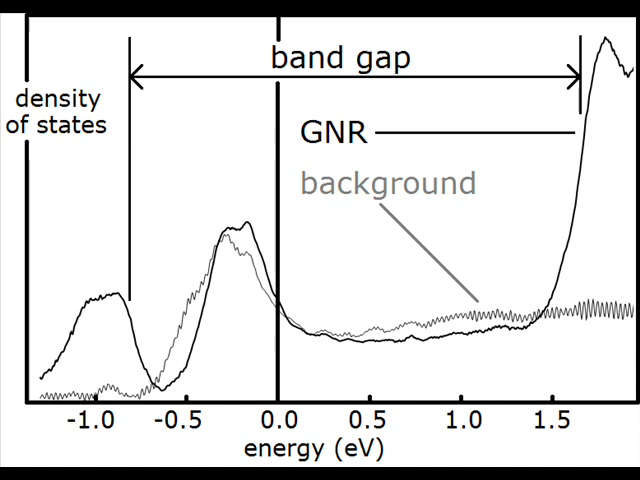 band gap
density
of states
GNR
background
-1.0 -0.5 0.0 0.5 1.0 1.5
energy (eV)